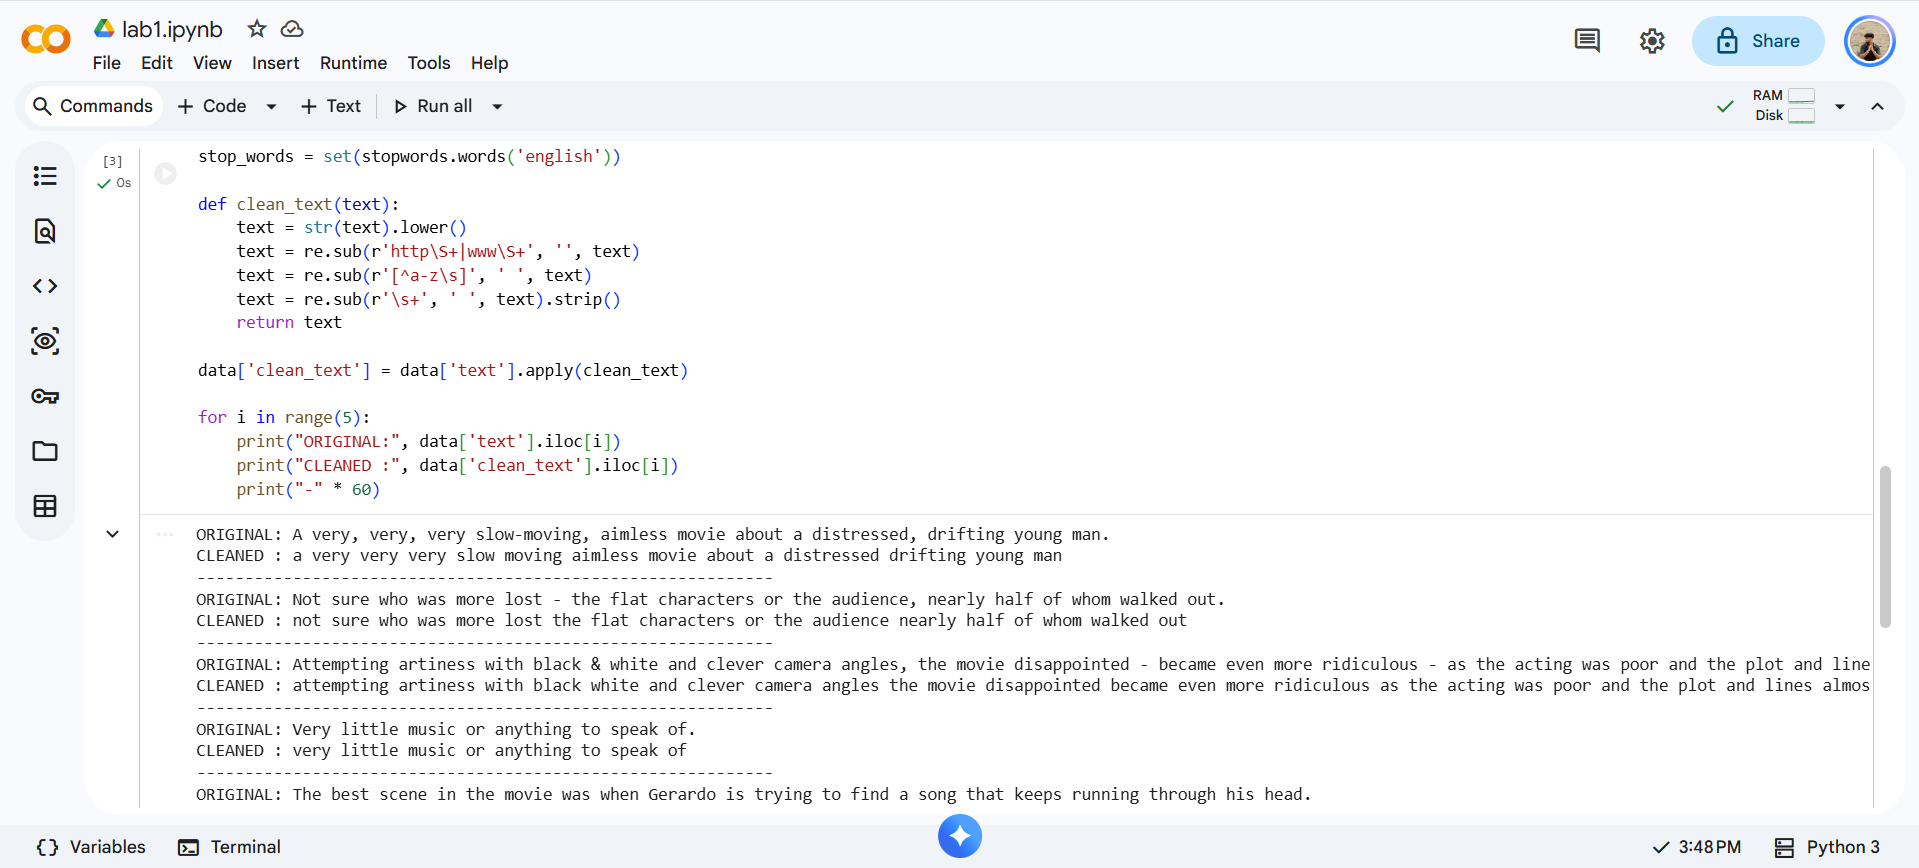 lab1.ipynb
File Edit View Insert Runtime Tools Help
Share
Commands + Code + Text Run all
RAM
Disk
[3]
0s
stop_words = set(stopwords.words('english'))
def clean_text(text):
    text = str(text).lower()
    text = re.sub(r'http\S+|www\S+', '', text)
    text = re.sub(r'[^a-z\s]', ' ', text)
    text = re.sub(r'\s+', ' ', text).strip()
    return text
data['clean_text'] = data['text'].apply(clean_text)
for i in range(5):
    print("ORIGINAL:", data['text'].iloc[i])
    print("CLEANED :", data['clean_text'].iloc[i])
    print("-" * 60)
ORIGINAL: A very, very, very slow-moving, aimless movie about a distressed, drifting young man.
CLEANED : a very very very slow moving aimless movie about a distressed drifting young man
------------------------------------------------------------
ORIGINAL: Not sure who was more lost - the flat characters or the audience, nearly half of whom walked out.
CLEANED : not sure who was more lost the flat characters or the audience nearly half of whom walked out
------------------------------------------------------------
ORIGINAL: Attempting artiness with black & white and clever camera angles, the movie disappointed - became even more ridiculous - as the acting was poor and the plot and line
CLEANED : attempting artiness with black white and clever camera angles the movie disappointed became even more ridiculous as the acting was poor and the plot and lines almos
------------------------------------------------------------
ORIGINAL: Very little music or anything to speak of.
CLEANED : very little music or anything to speak of
------------------------------------------------------------
ORIGINAL: The best scene in the movie was when Gerardo is trying to find a song that keeps running through his head.
Variables Terminal 3:48 PM Python 3